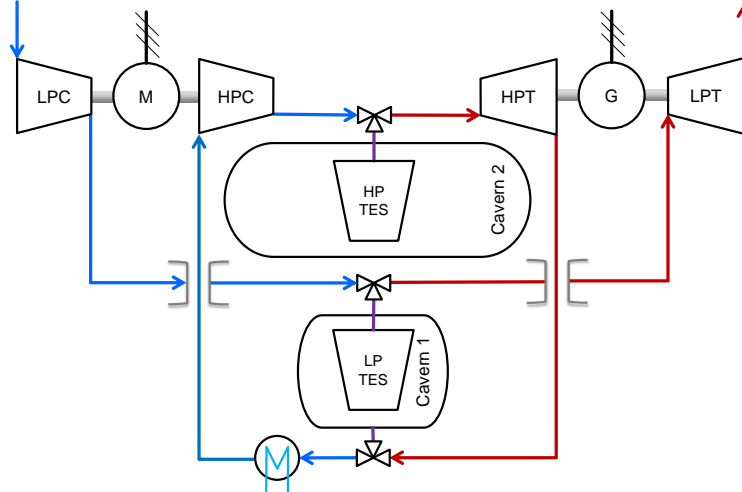 LPC
M
HPC
HPT
G
LPT
HP
TES
Cavern 2
LP
TES
Cavern 1